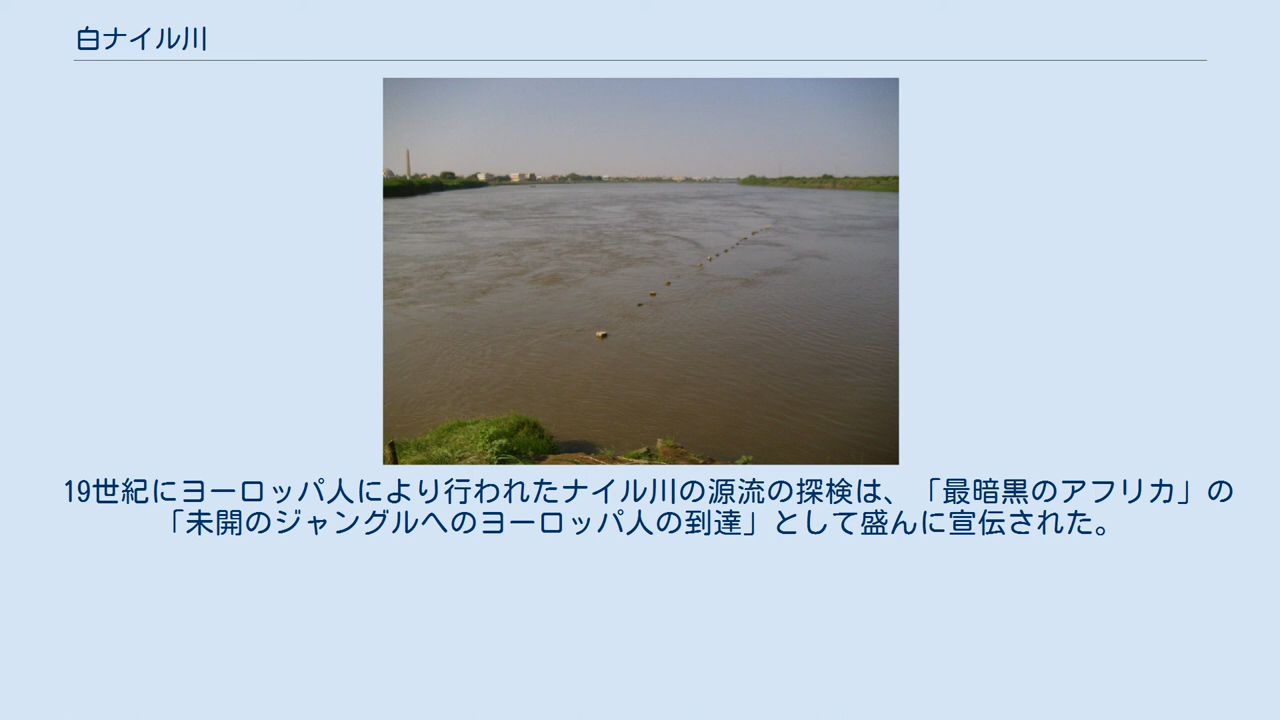 白ナイル川
19世紀にヨーロッパ人により行われたナイル川の源流の探検は、「最暗黒のアフリカ」の
「未開のジャングルへのヨーロッパ人の到達」として盛んに宣伝された。